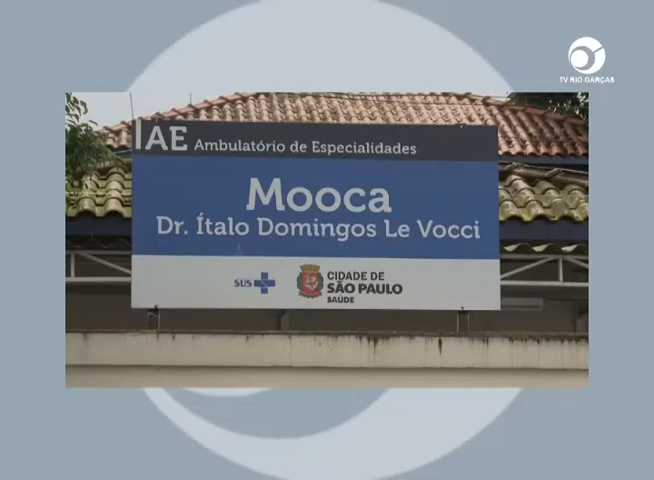 TV RIO GARÇAS
AE Ambulatório de Especialidades
Mooca
Dr. Ítalo Domingos Le Vocci
SUS
CIDADE DE
SÃO PAULO
SAÚDE